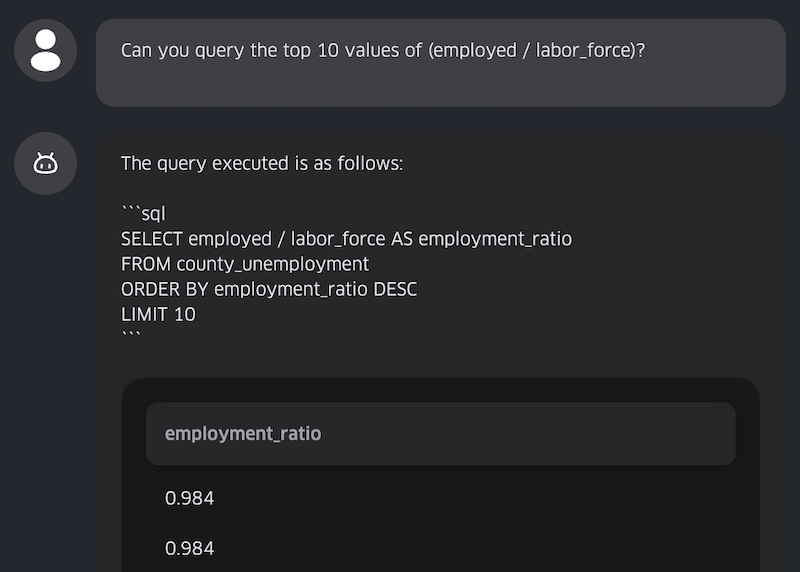 Can you query the top 10 values of (employed / labor_force)?
The query executed is as follows:
```sql
SELECT employed / labor_force AS employment_ratio
FROM county_unemployment
ORDER BY employment_ratio DESC
LIMIT 10
```
employment_ratio
0.984
0.984